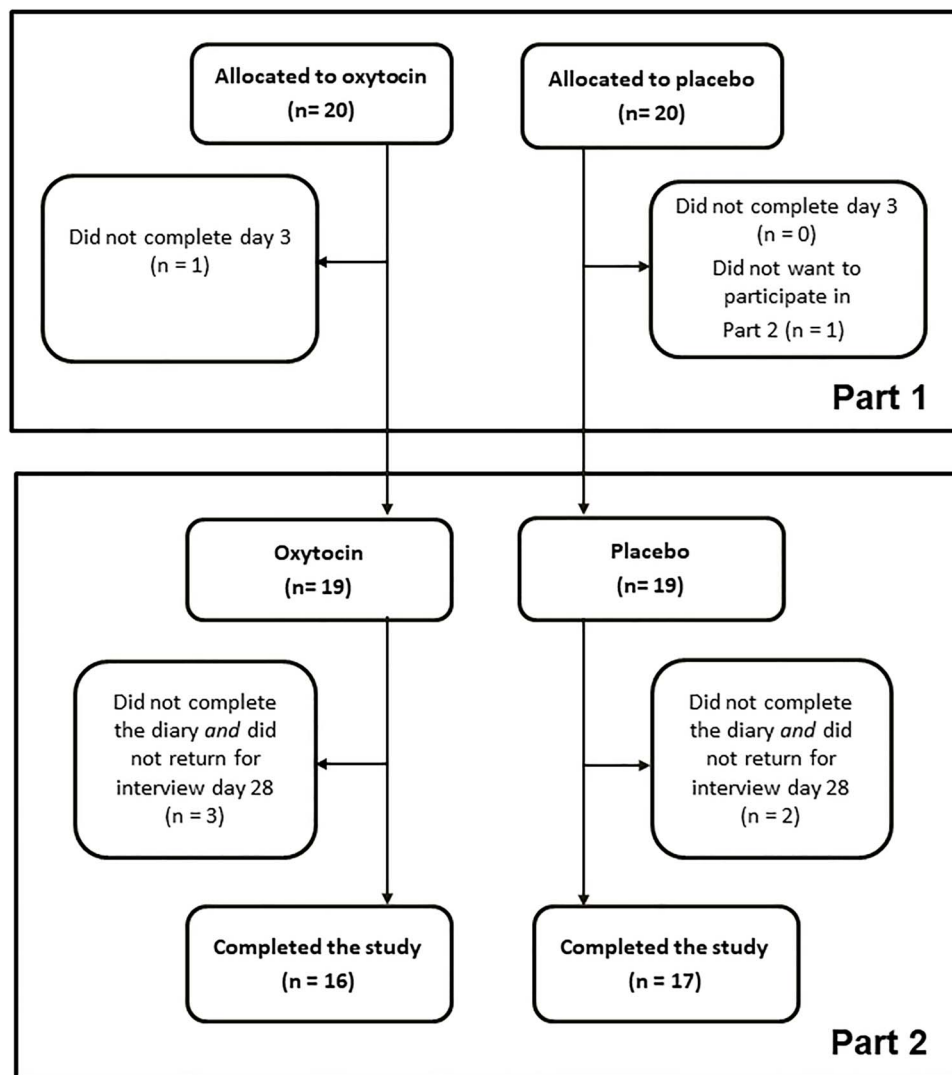 Allocated to oxytocin
(n= 20)
Allocated to placebo
(n= 20)
Did not complete day 3
(n = 1)
Did not complete day 3
(n = 0)
Did not want to
participate in
Part 2 (n = 1)
Part 1
Oxytocin
(n= 19)
Placebo
(n= 19)
Did not complete
the diary and did
not return for
interview day 28
(n = 3)
Did not complete
the diary and did
not return for
interview day 28
(n = 2)
Completed the study
(n = 16)
Completed the study
(n = 17)
Part 2